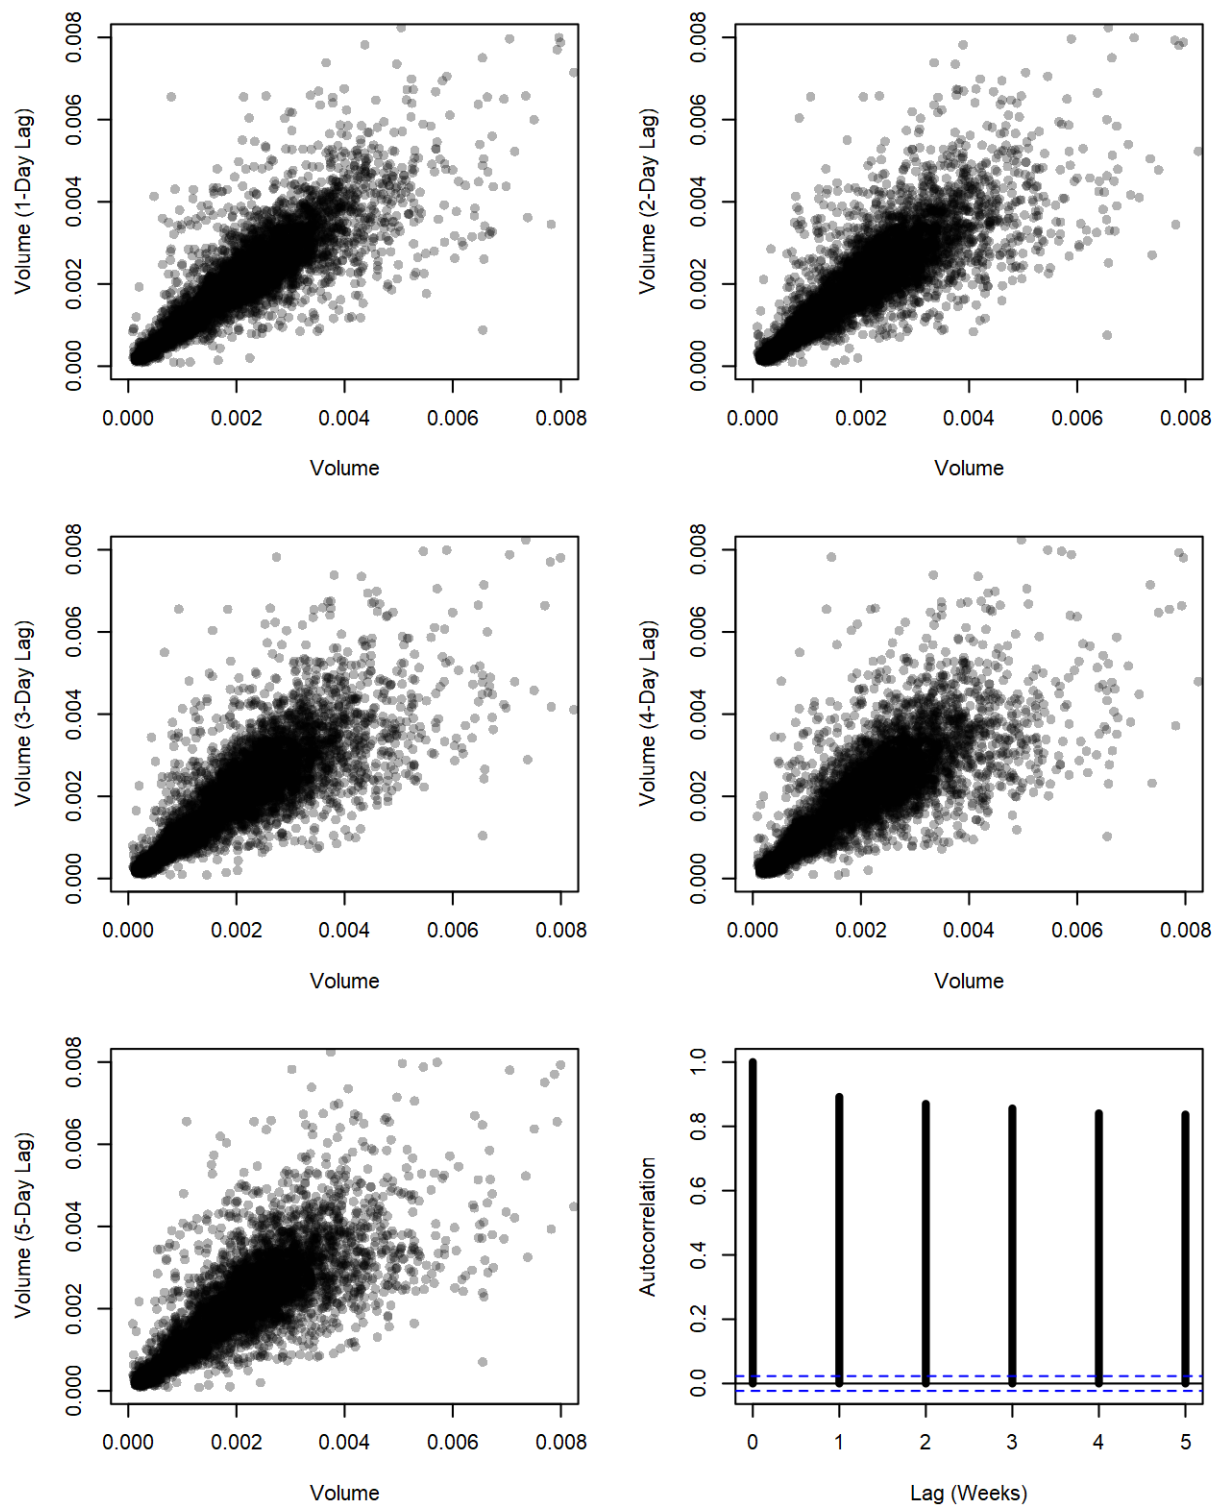 Volume (1-Day Lag)
0.008
0.006
0.004
0.002
0.000
0.000 0.002 0.004 0.006 0.008
Volume
Volume (2-Day Lag)
0.008
0.006
0.004
0.002
0.000
0.000 0.002 0.004 0.006 0.008
Volume
Volume (3-Day Lag)
0.008
0.006
0.004
0.002
0.000
0.000 0.002 0.004 0.006 0.008
Volume
Volume (4-Day Lag)
0.008
0.006
0.004
0.002
0.000
0.000 0.002 0.004 0.006 0.008
Volume
Volume (5-Day Lag)
0.008
0.006
0.004
0.002
0.000
0.000 0.002 0.004 0.006 0.008
Volume
Autocorrelation
1.0
0.8
0.6
0.4
0.2
0.0
0 1 2 3 4 5
Lag (Weeks)